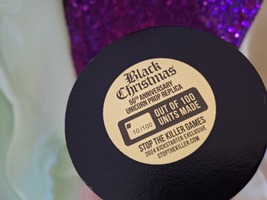 Black
Christmas
50TH ANNIVERSARY
UNICORN PROP REPLICA
10/100
OUT OF 100
UNITS MADE
STOP THE KILLER GAMES
2024 KICKSTARTER EXCLUSIVE
STOPTHEKILLER.COM